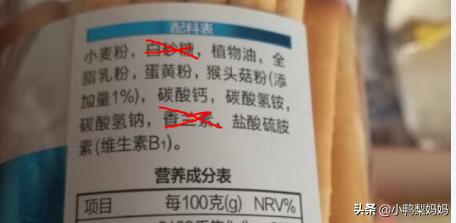 配料表
小麦粉，白砂糖，植物油，全
脂乳粉，蛋黄粉，猴头菇粉(添
加量1%)，碳酸钙，碳酸氢铵，
碳酸氢钠，香兰素，盐酸硫胺
素(维生素B₁)。
营养成分表
项目 每100克(g) NRV%
头条 @小鸭梨妈妈